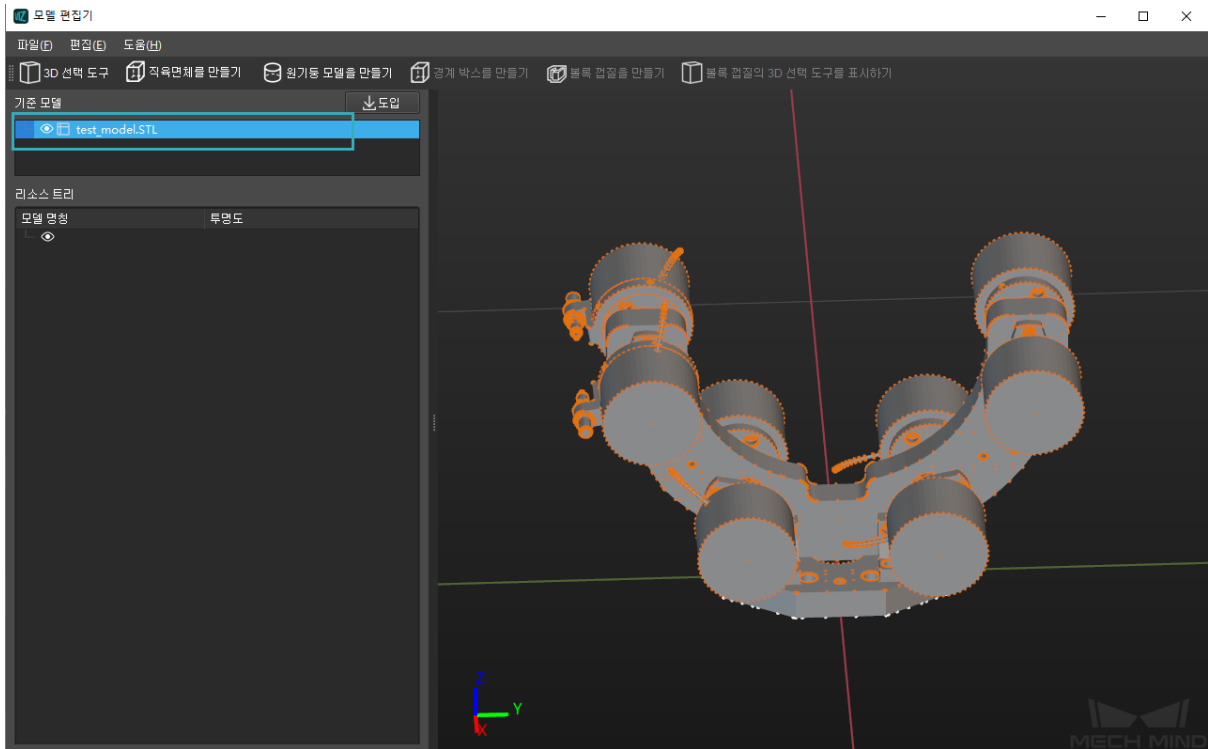 모델 편집기
파일(F) 편집(E) 도움(H)
3D 선택 도구 직육면체를 만들기 원기둥 모델을 만들기 경계 박스를 만들기 볼록 껍질을 만들기 볼록 껍질의 3D 선택 도구를 표시하기
기준 모델 도입
test_model.STL
리소스 트리
모델 명칭 투명도
Z
Y
X
MECH MIND